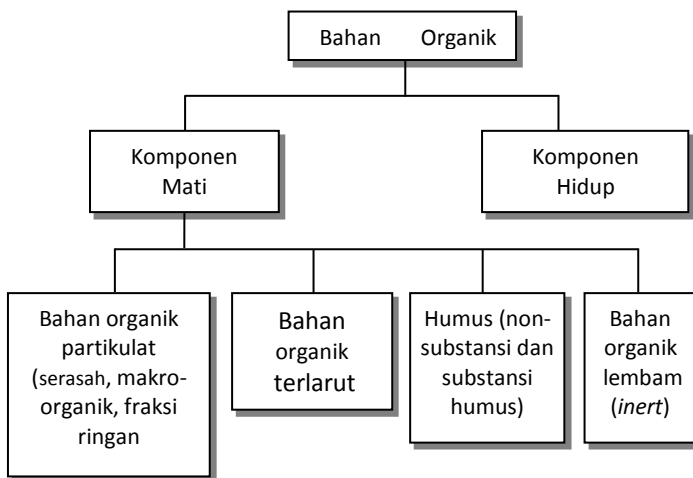 Bahan Organik
Komponen
Mati
Komponen
Hidup
Bahan organik
partikulat
(serasah, makro-
organik, fraksi
ringan
Bahan
organik
terlarut
Humus (non-
substansi dan
substansi
humus)
Bahan
organik
lembam
(inert)